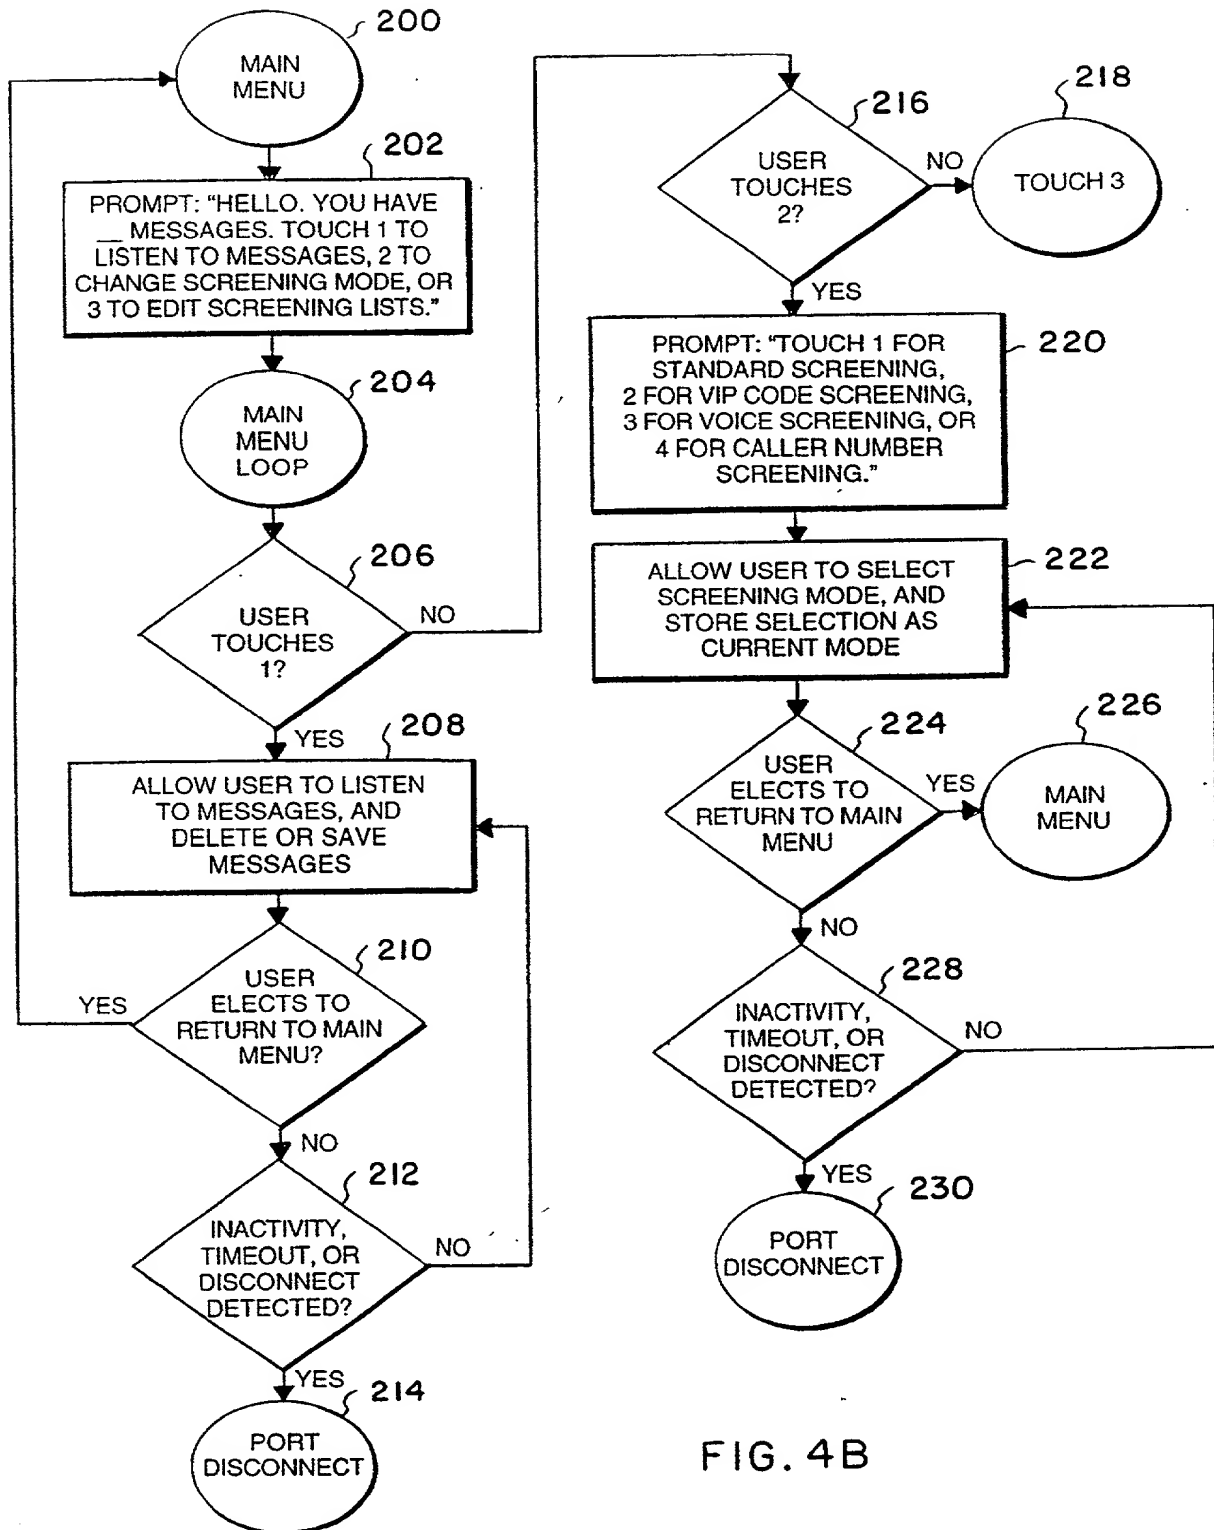 200
MAIN
MENU
202
PROMPT: "HELLO. YOU HAVE
__ MESSAGES. TOUCH 1 TO
LISTEN TO MESSAGES, 2 TO
CHANGE SCREENING MODE, OR
3 TO EDIT SCREENING LISTS."
204
MAIN
MENU
LOOP
206
USER
TOUCHES
1?
NO
YES
208
ALLOW USER TO LISTEN
TO MESSAGES, AND
DELETE OR SAVE
MESSAGES
210
USER
ELECTS TO
RETURN TO MAIN
MENU?
YES
NO
212
INACTIVITY,
TIMEOUT, OR
DISCONNECT
DETECTED?
NO
YES
214
PORT
DISCONNECT
216
USER
TOUCHES
2?
NO
218
TOUCH 3
YES
220
PROMPT: "TOUCH 1 FOR
STANDARD SCREENING,
2 FOR VIP CODE SCREENING,
3 FOR VOICE SCREENING, OR
4 FOR CALLER NUMBER
SCREENING."
222
ALLOW USER TO SELECT
SCREENING MODE, AND
STORE SELECTION AS
CURRENT MODE
224
USER
ELECTS TO
RETURN TO MAIN
MENU
YES
226
MAIN
MENU
NO
228
INACTIVITY,
TIMEOUT, OR
DISCONNECT
DETECTED?
NO
YES
230
PORT
DISCONNECT
FIG. 4B